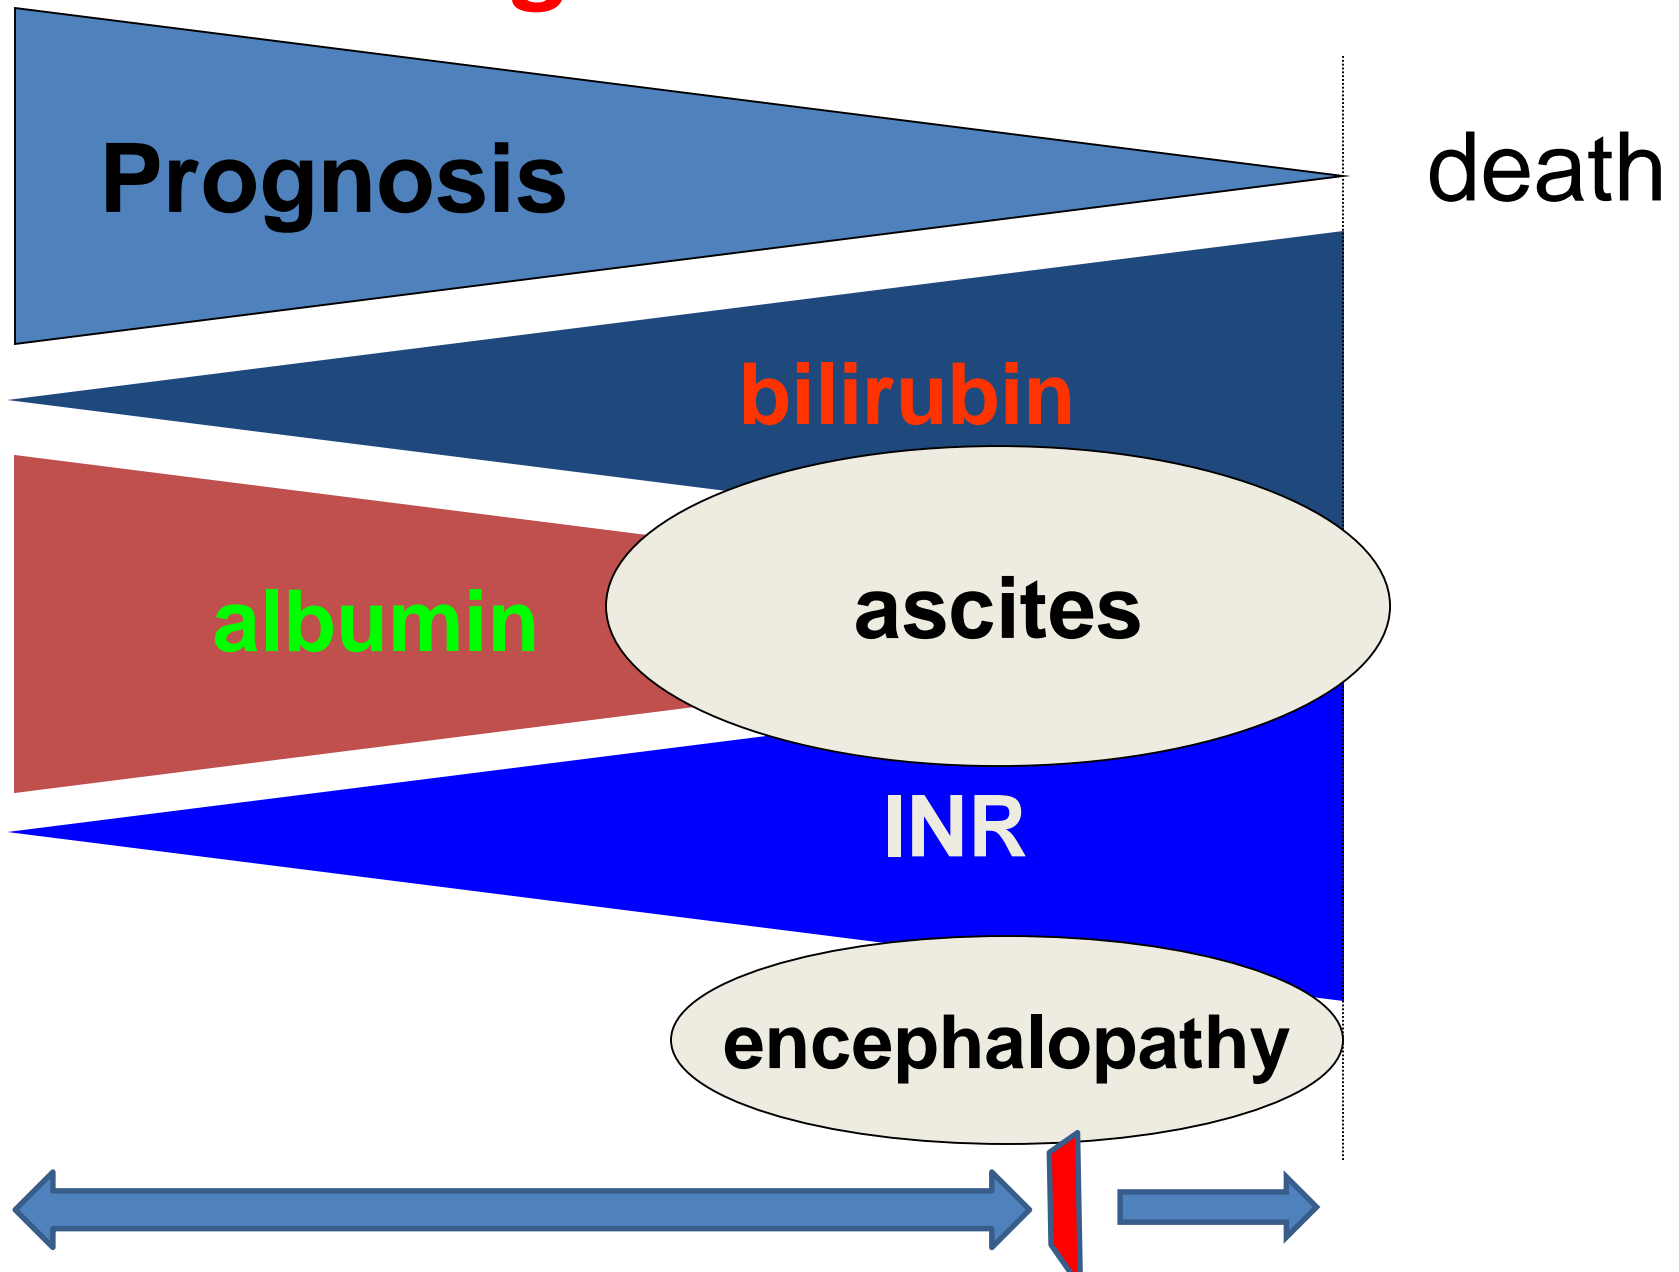 Prognosis
death
bilirubin
albumin
ascites
INR
encephalopathy